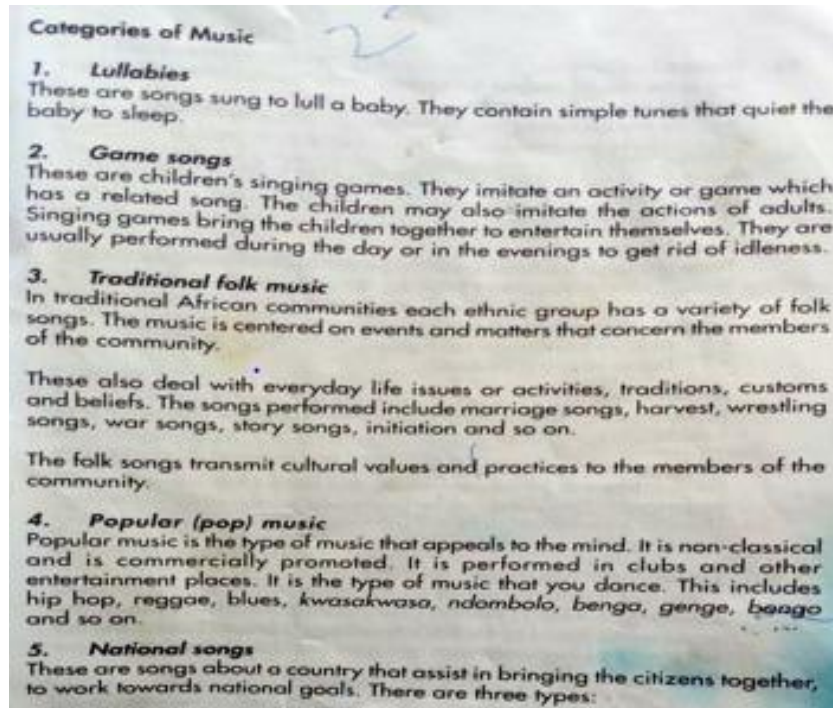 Categories of Music
1. Lullabies
These are songs sung to lull a baby. They contain simple tunes that quiet the
baby to sleep.
2. Game songs
These are children's singing games. They imitate an activity or game which
has a related song. The children may also imitate the actions of adults.
Singing games bring the children together to entertain themselves. They are
usually performed during the day or in the evenings to get rid of idleness.
3. Traditional folk music
In traditional African communities each ethnic group has a variety of folk
songs. The music is centered on events and matters that concern the members
of the community.
These also deal with everyday life issues or activities, traditions, customs
and beliefs. The songs performed include marriage songs, harvest, wrestling
songs, war songs, story songs, initiation and so on.
The folk songs transmit cultural values and practices to the members of the
community.
4. Popular (pop) music
Popular music is the type of music that appeals to the mind. It is non-classical
and is commercially promoted. It is performed in clubs and other
entertainment places. It is the type of music that you dance. This includes
hip hop, reggae, blues, kwasakwasa, ndombolo, benga, genge, bongo
and so on.
5. National songs
These are songs about a country that assist in bringing the citizens together,
to work towards national goals. There are three types: